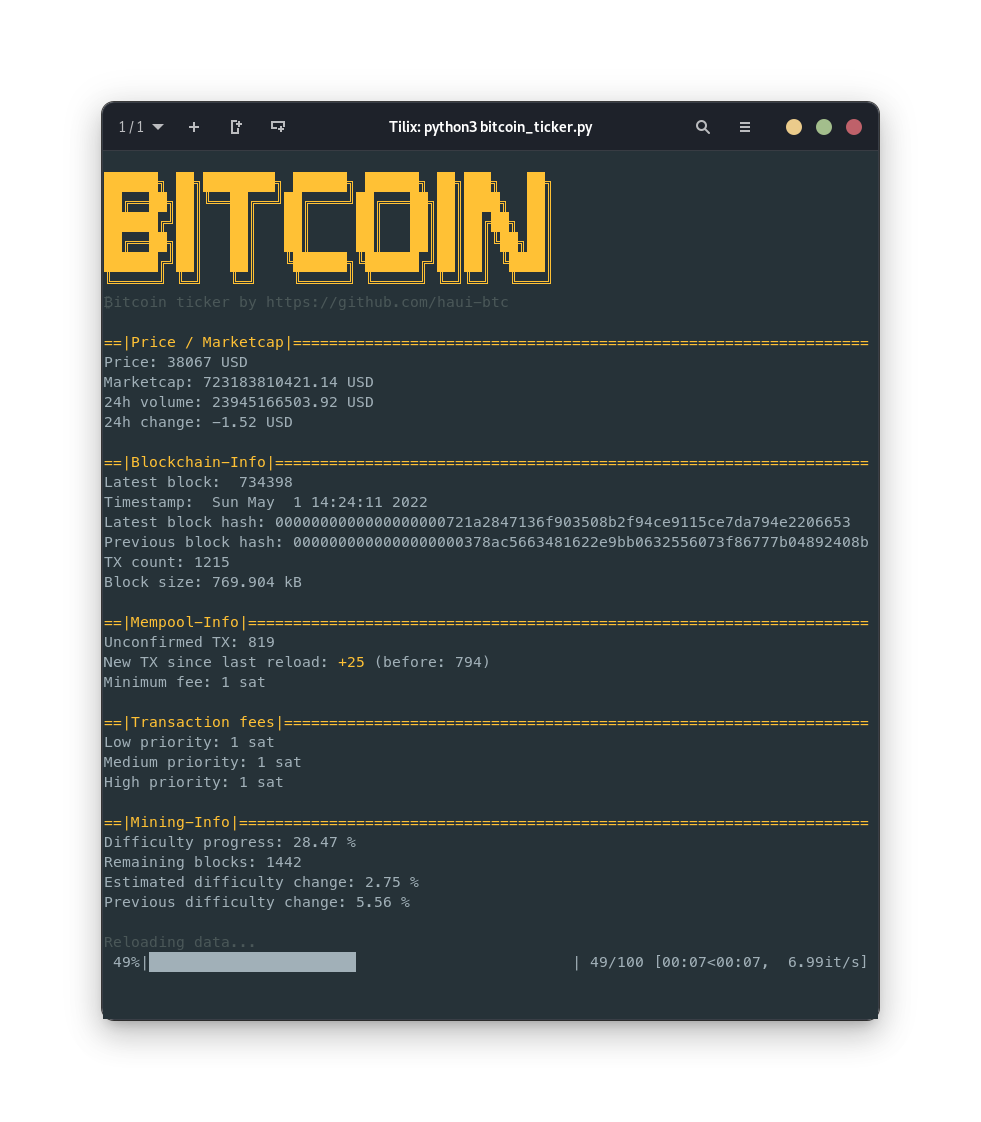 1 / 1
Tilix: python3 bitcoin_ticker.py
BITCOIN
Bitcoin ticker by https://github.com/haui-btc
==|Price / Marketcap|================================================================
Price: 38067 USD
Marketcap: 723183810421.14 USD
24h volume: 23945166503.92 USD
24h change: −1.52 USD
==|Blockchain−Info|==================================================================
Latest block:  734398
Timestamp:  Sun May  1 14:24:11 2022
Latest block hash: 0000000000000000000721a2847136f903508b2f94ce9115ce7da794e2206653
Previous block hash: 0000000000000000000378ac5663481622e9bb0632556073f86777b04892408b
TX count: 1215
Block size: 769.904 kB
==|Mempool−Info|=====================================================================
Unconfirmed TX: 819
New TX since last reload: +25 (before: 794)
Minimum fee: 1 sat
==|Transaction fees|=================================================================
Low priority: 1 sat
Medium priority: 1 sat
High priority: 1 sat
==|Mining−Info|======================================================================
Difficulty progress: 28.47 %
Remaining blocks: 1442
Estimated difficulty change: 2.75 %
Previous difficulty change: 5.56 %
Reloading data...
49%| | 49/100 [00:07<00:07,  6.99it/s]